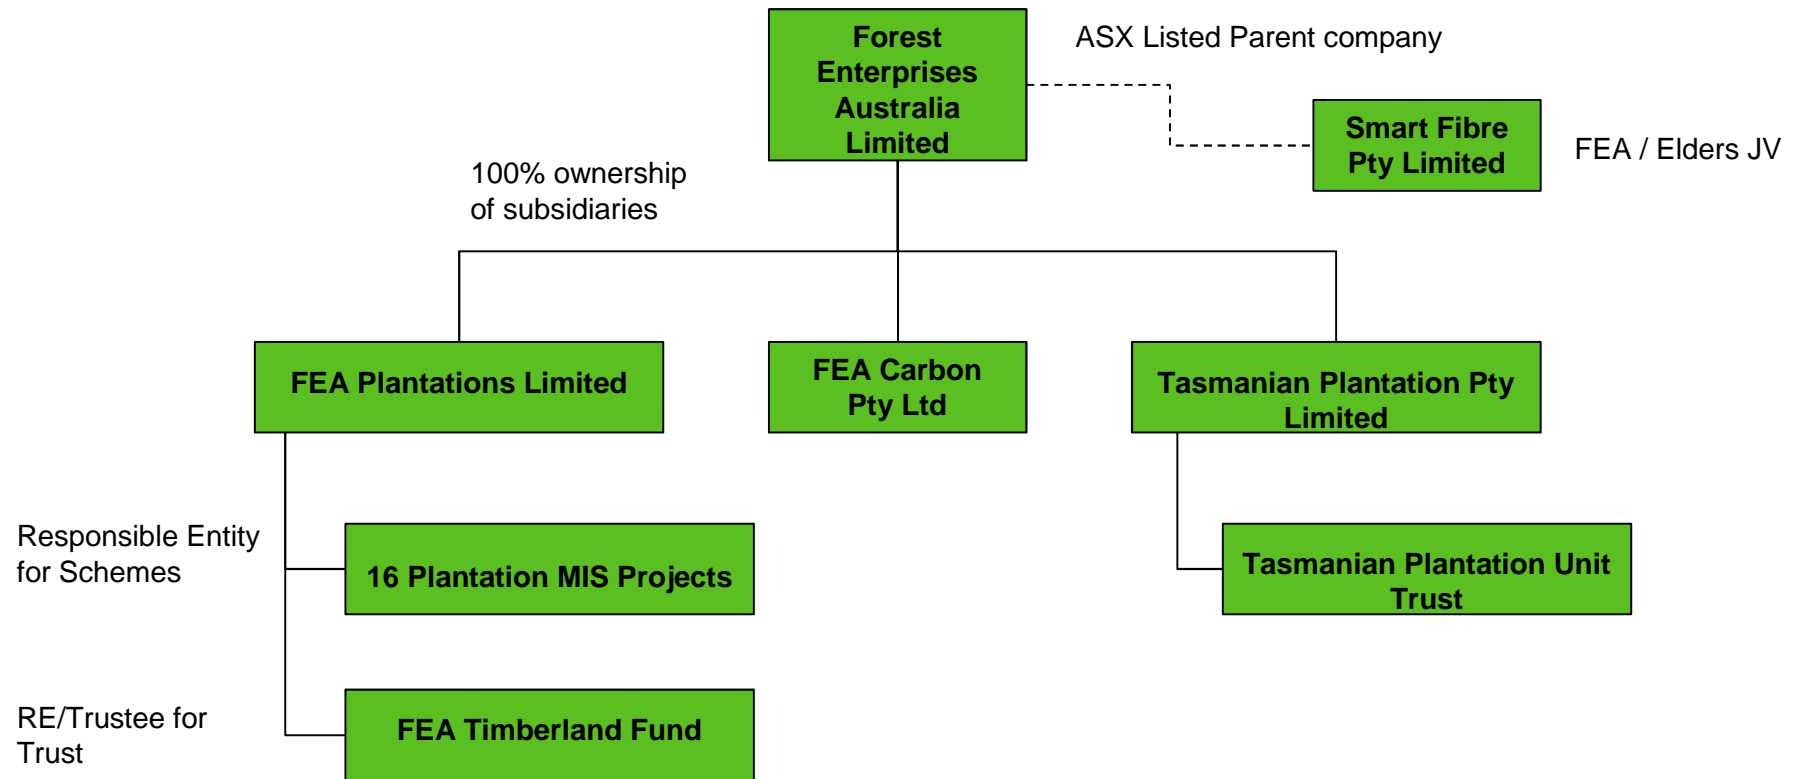 Forest
Enterprises
Australia
Limited
ASX Listed Parent company
Smart Fibre
Pty Limited
FEA / Elders JV
100% ownership
of subsidiaries
FEA Plantations Limited
FEA Carbon
Pty Ltd
Tasmanian Plantation Pty
Limited
Responsible Entity
for Schemes
16 Plantation MIS Projects
Tasmanian Plantation Unit
Trust
RE/Trustee for
Trust
FEA Timberland Fund